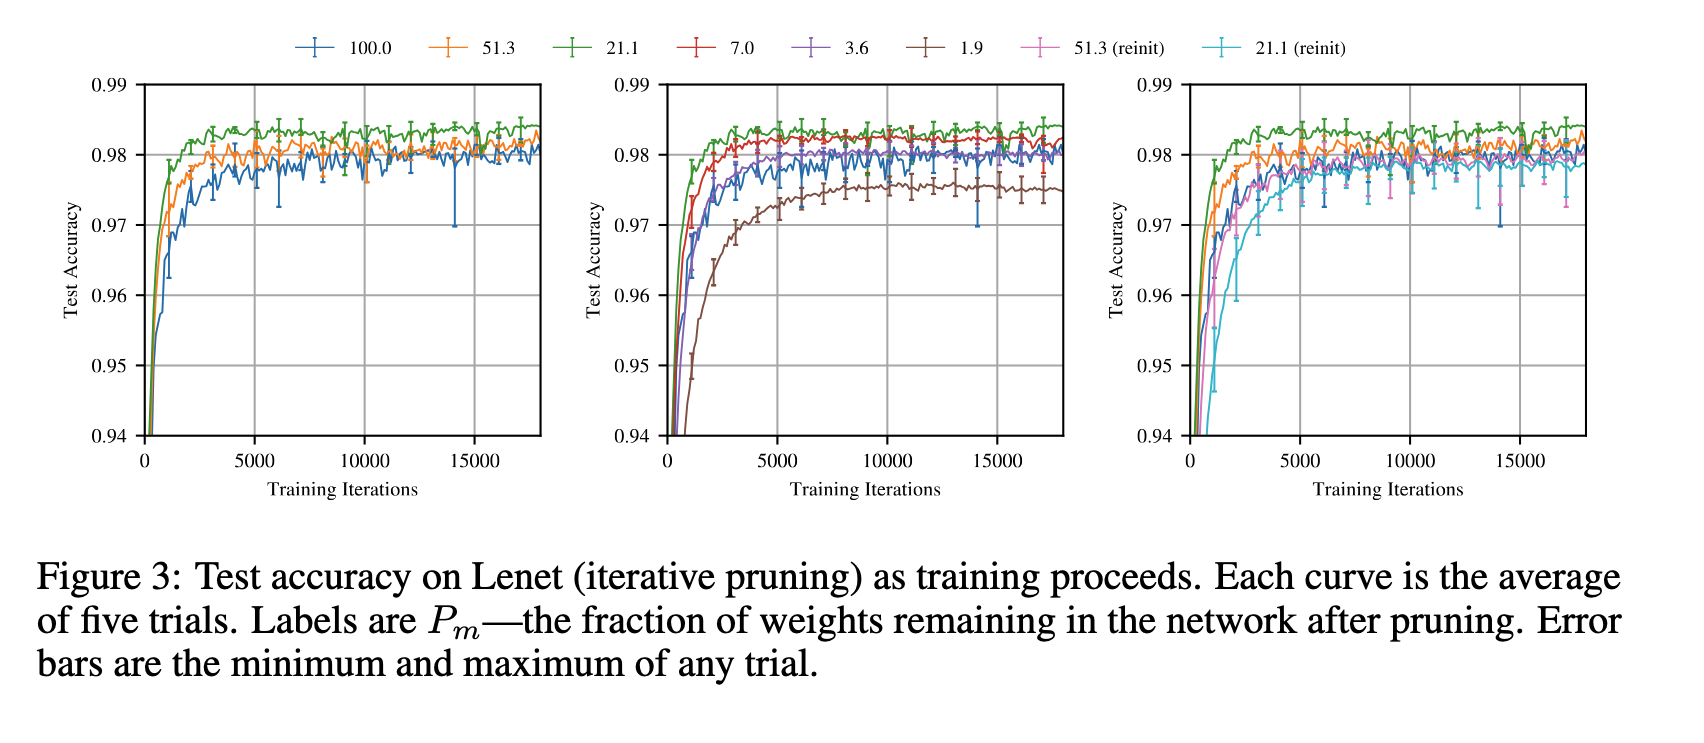 100.0 51.3 21.1 7.0 3.6 1.9 51.3 (reinit) 21.1 (reinit)
0.99
0.98
0.97
0.96
0.95
0.94
Test Accuracy
0 5000 10000 15000
Training Iterations
0.99
0.98
0.97
0.96
0.95
0.94
Test Accuracy
0 5000 10000 15000
Training Iterations
0.99
0.98
0.97
0.96
0.95
0.94
Test Accuracy
0 5000 10000 15000
Training Iterations
Figure 3: Test accuracy on Lenet (iterative pruning) as training proceeds. Each curve is the average
of five trials. Labels are Pₘ—the fraction of weights remaining in the network after pruning. Error
bars are the minimum and maximum of any trial.